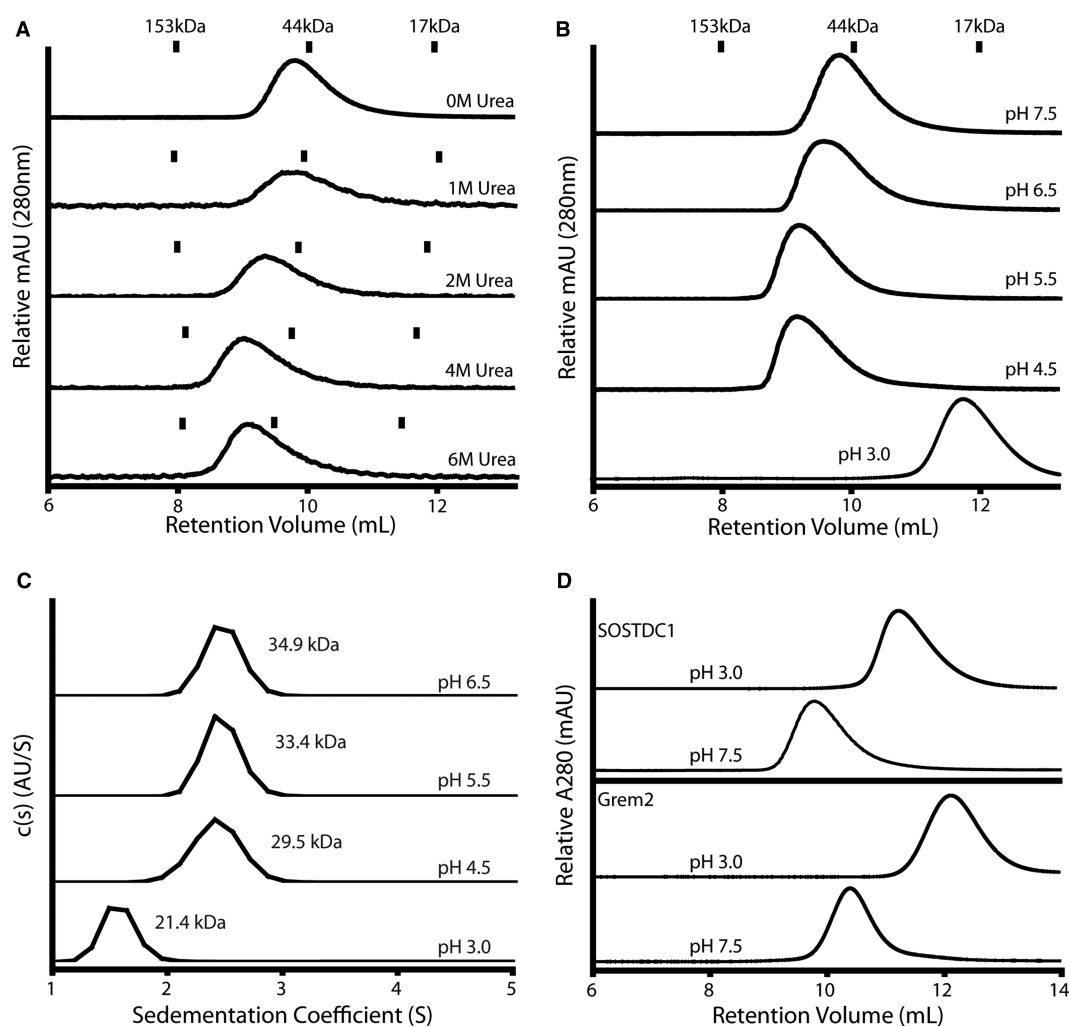 A
153kDa 44kDa 17kDa
0M Urea
1M Urea
2M Urea
4M Urea
6M Urea
Relative mAU (280nm)
6 8 10 12
Retention Volume (mL)
B
153kDa 44kDa 17kDa
pH 7.5
pH 6.5
pH 5.5
pH 4.5
pH 3.0
Relative mAU (280nm)
6 8 10 12
Retention Volume (mL)
C
34.9 kDa
pH 6.5
33.4 kDa
pH 5.5
29.5 kDa
pH 4.5
21.4 kDa
pH 3.0
c(s) (AU/S)
1 2 3 4 5
Sedementation Coefficient (S)
D
SOSTDC1
pH 3.0
pH 7.5
Grem2
pH 3.0
pH 7.5
Relative A280 (mAU)
6 8 10 12 14
Retention Volume (mL)